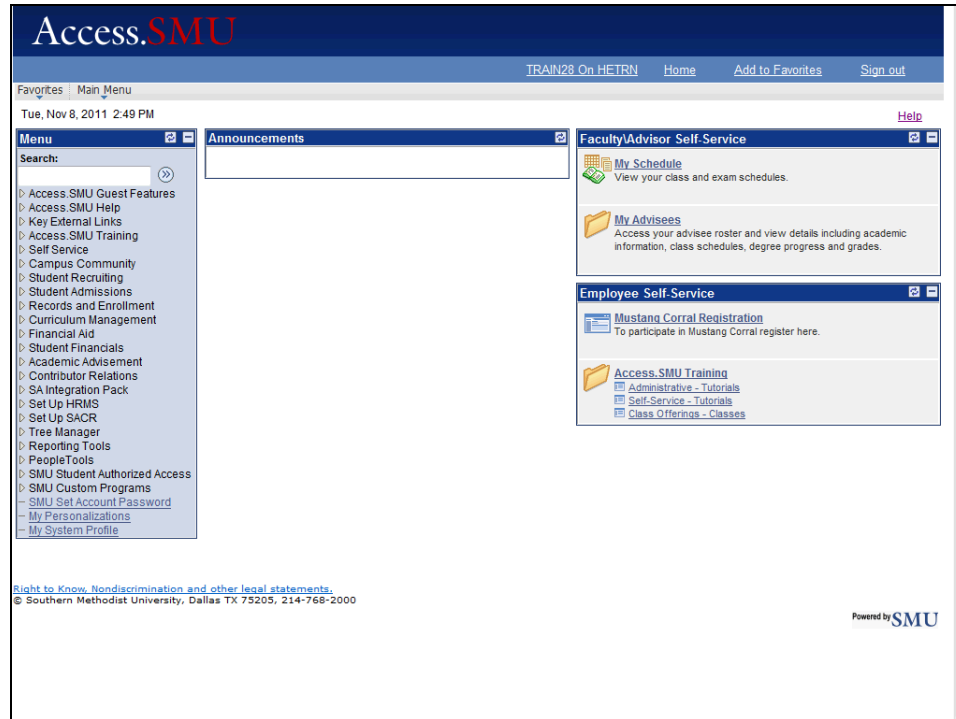 Access.SMU
TRAIN28 On HETRN Home Add to Favorites Sign out
Favorites Main Menu
Tue, Nov 8, 2011 2:49 PM
Help
Menu
Search:
Access.SMU Guest Features
Access.SMU Help
Key External Links
Access.SMU Training
Self Service
Campus Community
Student Recruiting
Student Admissions
Records and Enrollment
Curriculum Management
Financial Aid
Student Financials
Academic Advisement
Contributor Relations
SA Integration Pack
Set Up HRMS
Set Up SACR
Tree Manager
Reporting Tools
PeopleTools
SMU Student Authorized Access
SMU Custom Programs
SMU Set Account Password
My Personalizations
My System Profile
Announcements
Faculty\Advisor Self-Service
My Schedule
View your class and exam schedules.
My Advisees
Access your advisee roster and view details including academic
information, class schedules, degree progress and grades.
Employee Self-Service
Mustang Corral Registration
To participate in Mustang Corral register here.
Access.SMU Training
Administrative - Tutorials
Self-Service - Tutorials
Class Offerings - Classes
Right to Know, Nondiscrimination and other legal statements.
© Southern Methodist University, Dallas TX 75205, 214-768-2000
Powered by SMU